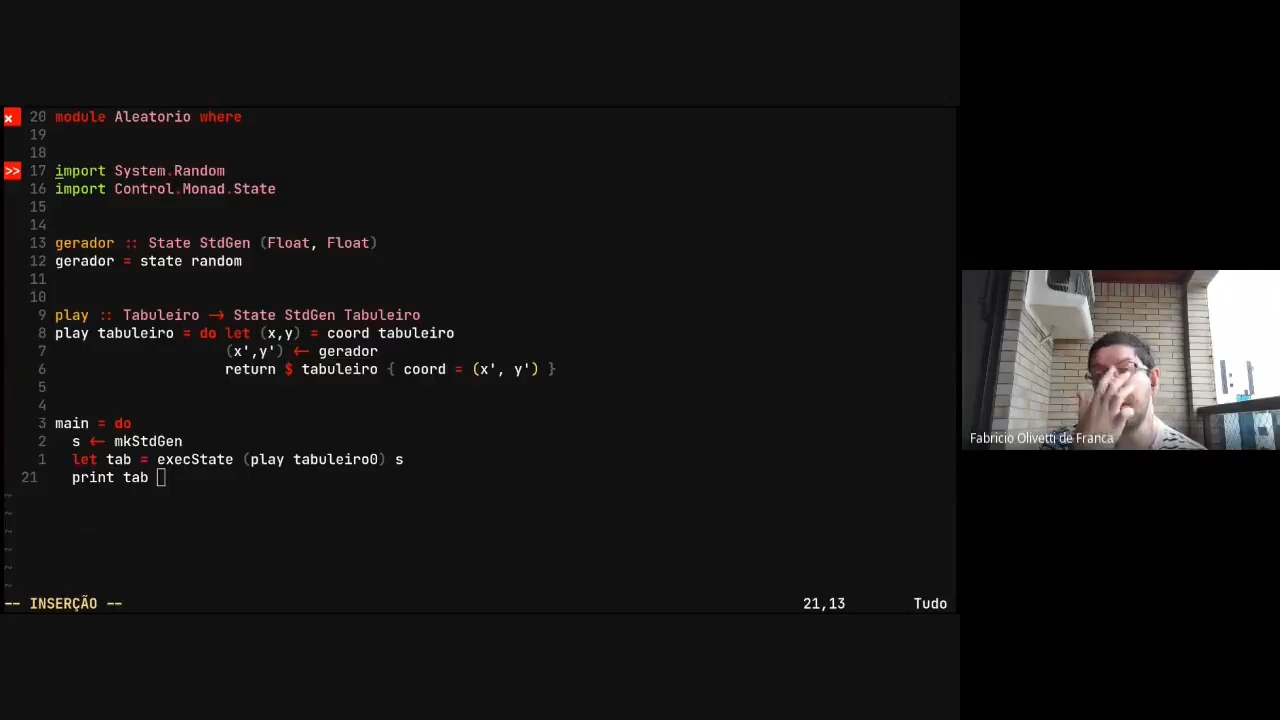 × 20 module Aleatorio where
19
18
>> 17 import System.Random
16 import Control.Monad.State
15
14
13 gerador :: State StdGen (Float, Float)
12 gerador = state random
11
10
9 play :: Tabuleiro → State StdGen Tabuleiro
8 play tabuleiro = do let (x,y) = coord tabuleiro
7 (x',y') ← gerador
6 return $ tabuleiro { coord = (x', y') }
5
4
3 main = do
2 s ← mkStdGen
1 let tab = execState (play tabuleiro0) s
21 print tab
~
~
~
~
~
~
-- INSERÇÃO -- 21,13 Tudo
Fabricio Olivetti de Franca